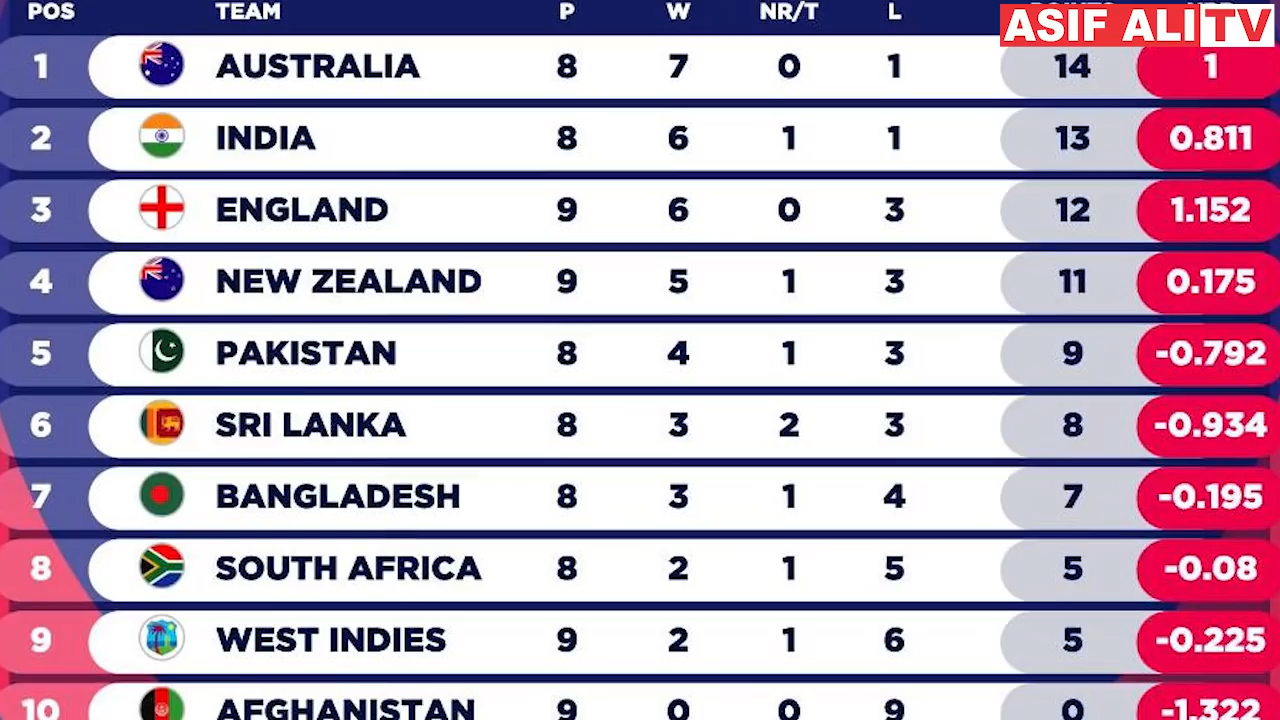 POS TEAM P W NR/T L
ASIF ALI TV
1 AUSTRALIA 8 7 0 1 14 1
2 INDIA 8 6 1 1 13 0.811
3 ENGLAND 9 6 0 3 12 1.152
4 NEW ZEALAND 9 5 1 3 11 0.175
5 PAKISTAN 8 4 1 3 9 -0.792
6 SRI LANKA 8 3 2 3 8 -0.934
7 BANGLADESH 8 3 1 4 7 -0.195
8 SOUTH AFRICA 8 2 1 5 5 -0.08
9 WEST INDIES 9 2 1 6 5 -0.225
10 AFGHANISTAN 9 0 0 9 0 -1.322